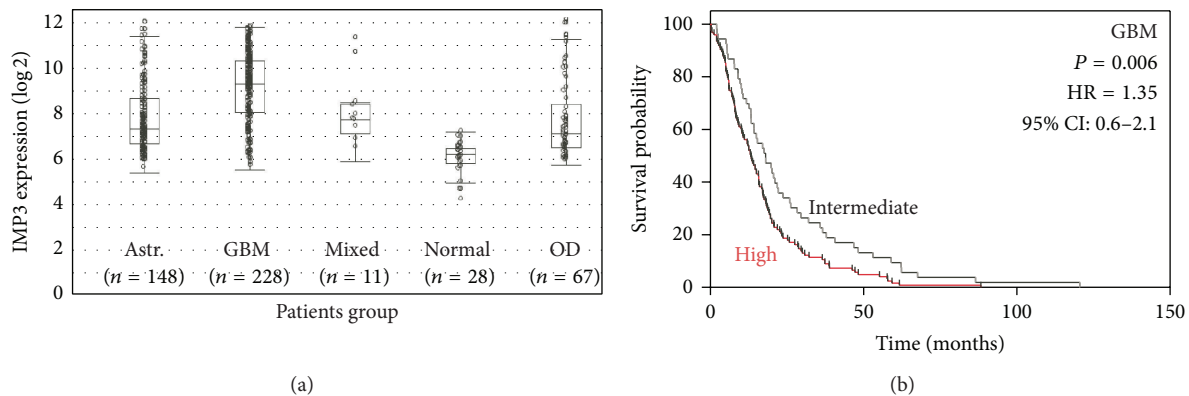 IMP3 expression (log 2)
12
10
8
6
4
2
0
Astr.
(n = 148)
GBM
(n = 228)
Mixed
(n = 11)
Normal
(n = 28)
OD
(n = 67)
Patients group
(a)
Survival probability
100
80
60
40
20
0
GBM
P = 0.006
HR = 1.35
95% CI: 0.6–2.1
Intermediate
High
0
50
100
150
Time (months)
(b)